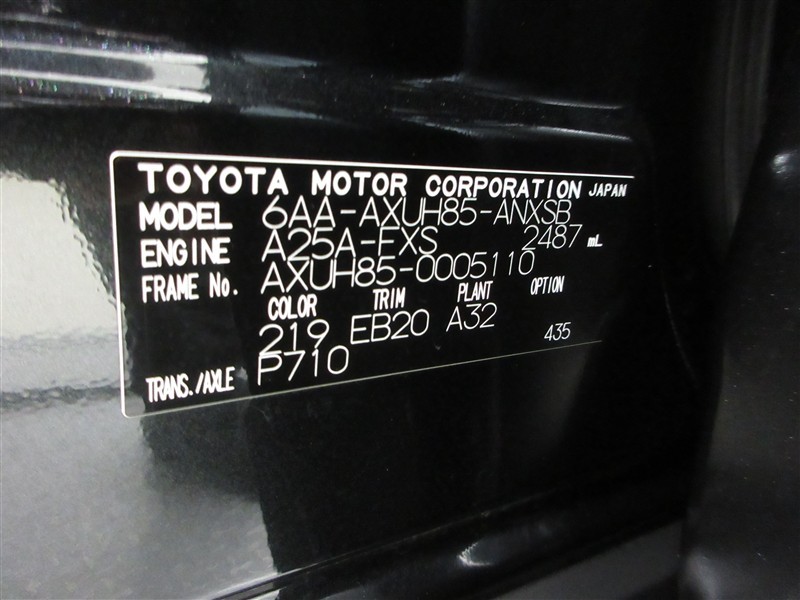 TOYOTA MOTOR CORPORATION JAPAN
MODEL 6AA-AXUH85-ANXSB
ENGINE A25A-FXS 2487 mL
FRAME No. AXUH85-0005110
COLOR TRIM PLANT OPTION
219 EB20 A32 435
TRANS./AXLE P710